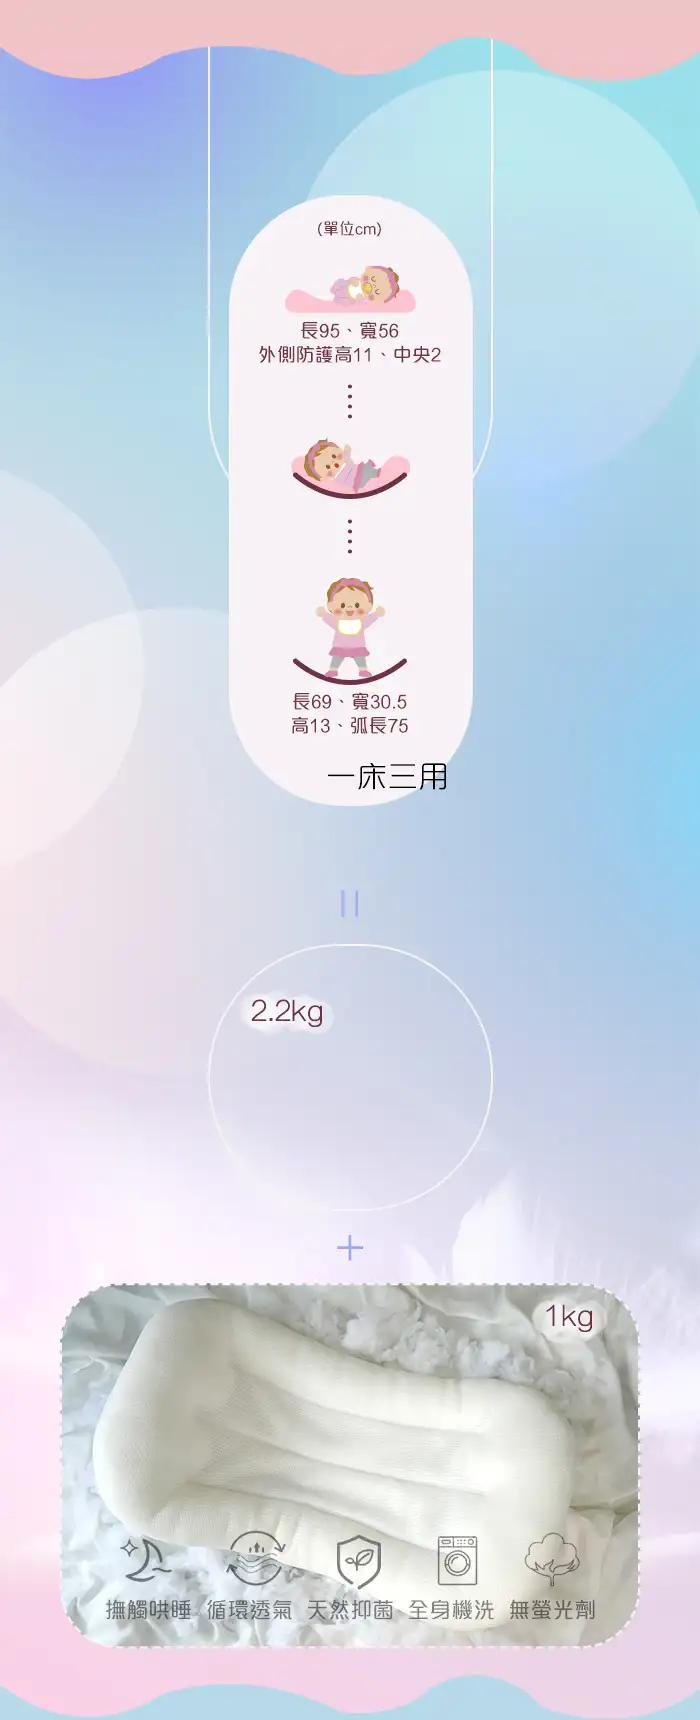 (單位cm)
長95、寬56
外側防護高11、中央2
長69、寬30.5
高13、弧長75
一床三用
2.2kg
1kg
撫觸哄睡 循環透氣 天然抑菌 全身機洗 無螢光劑